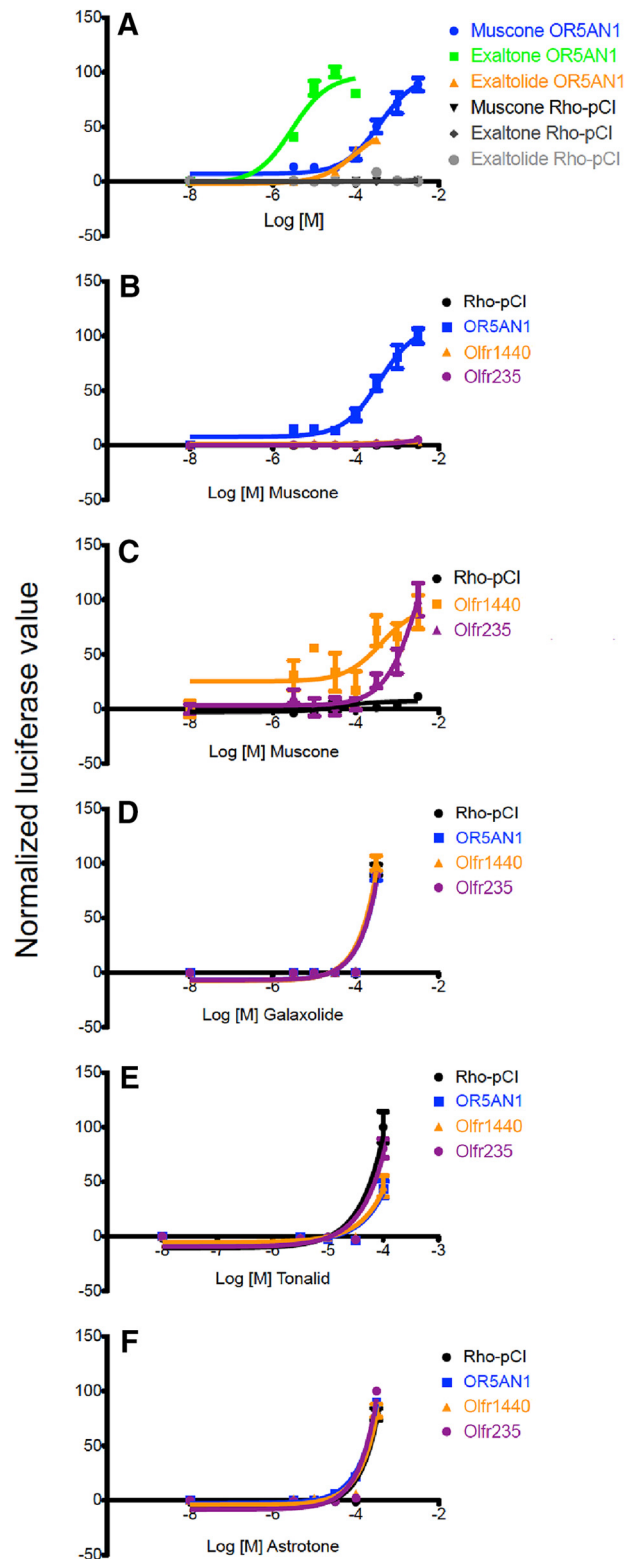 Normalized luciferase value
A
150
100
50
0
-50
-8
-6
-4
-2
Log [M]
Muscone OR5AN1
Exaltone OR5AN1
Exaltolide OR5AN1
Muscone Rho-pCI
Exaltone Rho-pCI
Exaltolide Rho-pCI
B
150
100
50
0
-50
-8
-6
-4
-2
Log [M] Muscone
Rho-pCI
OR5AN1
Olfr1440
Olfr235
C
150
100
50
0
-50
-8
-6
-4
-2
Log [M] Muscone
Rho-pCI
Olfr1440
Olfr235
D
150
100
50
0
-50
-8
-6
-4
-2
Log [M] Galaxolide
Rho-pCI
OR5AN1
Olfr1440
Olfr235
E
150
100
50
0
-50
-8
-7
-6
-5
-4
-3
Log [M] Tonalid
Rho-pCI
OR5AN1
Olfr1440
Olfr235
F
150
100
50
0
-50
-8
-6
-4
-2
Log [M] Astrotone
Rho-pCI
OR5AN1
Olfr1440
Olfr235